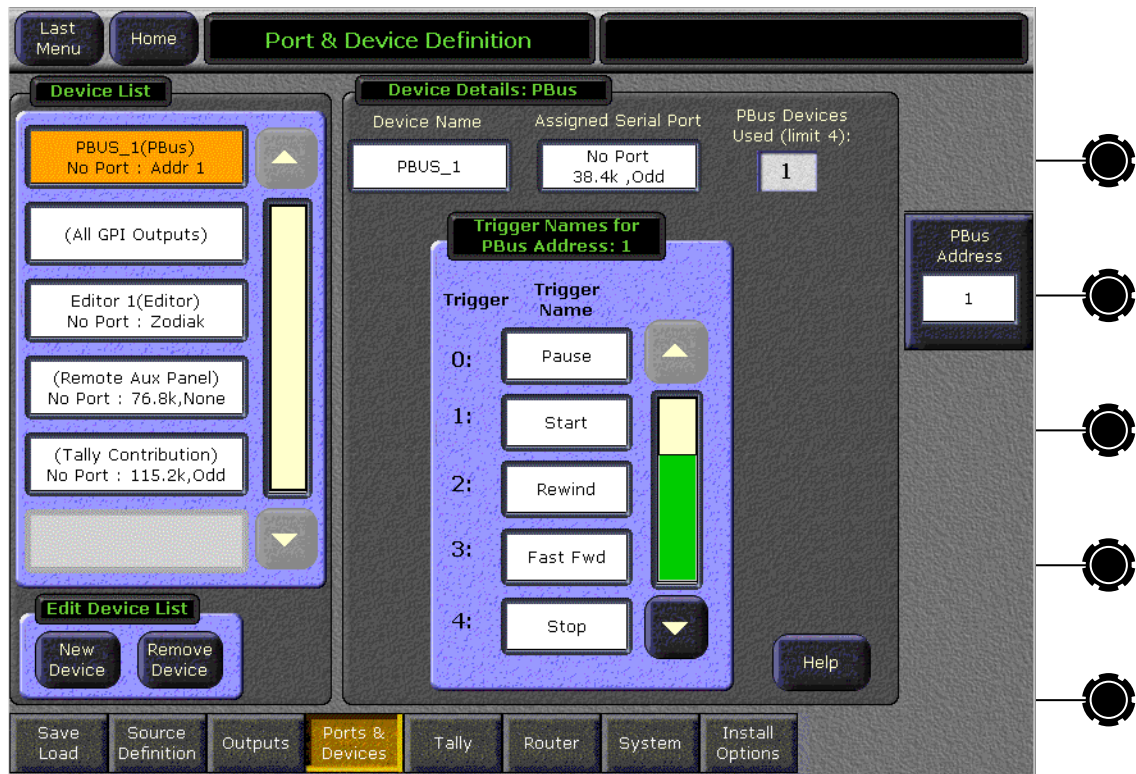 Last
Menu
Home
Port & Device Definition
Device List
PBUS_1(PBus)
No Port : Addr 1
(All GPI Outputs)
Editor 1(Editor)
No Port : Zodiak
(Remote Aux Panel)
No Port : 76.8k,None
(Tally Contribution)
No Port : 115.2k,Odd
Edit Device List
New
Device
Remove
Device
Device Details: PBus
Device Name
PBUS_1
Assigned Serial Port
No Port
38.4k ,Odd
PBus Devices
Used (limit 4):
1
Trigger Names for
PBus Address: 1
Trigger
Trigger
Name
0:
Pause
1:
Start
2:
Rewind
3:
Fast Fwd
4:
Stop
Help
PBus
Address
1
Save
Load
Source
Definition
Outputs
Ports &
Devices
Tally
Router
System
Install
Options